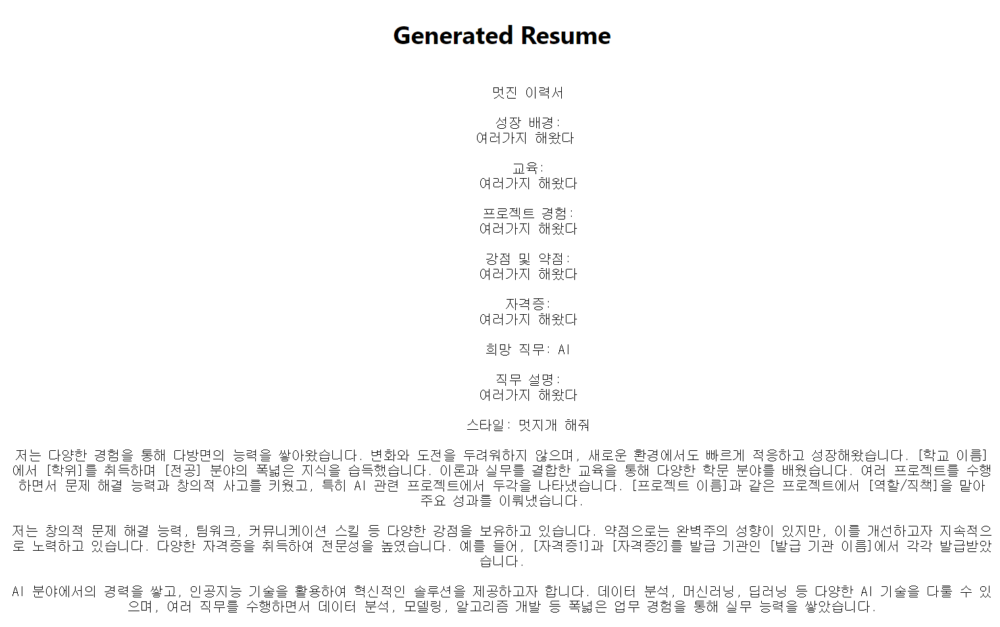 Generated Resume
멋진 이력서
성장 배경:
여러가지 해왔다
교육:
여러가지 해왔다
프로젝트 경험:
여러가지 해왔다
강점 및 약점:
여러가지 해왔다
자격증:
여러가지 해왔다
희망 직무: AI
직무 설명:
여러가지 해왔다
스타일: 멋지개 해줘
저는 다양한 경험을 통해 다방면의 능력을 쌓아왔습니다. 변화와 도전을 두려워하지 않으며, 새로운 환경에서도 빠르게 적응하고 성장해왔습니다. [학교 이름]
에서 [학위]를 취득하며 [전공] 분야의 폭넓은 지식을 습득했습니다. 이론과 실무를 결합한 교육을 통해 다양한 학문 분야를 배웠습니다. 여러 프로젝트를 수행
하면서 문제 해결 능력과 창의적 사고를 키웠고, 특히 AI 관련 프로젝트에서 두각을 나타냈습니다. [프로젝트 이름]과 같은 프로젝트에서 [역할/직책]을 맡아
주요 성과를 이뤄냈습니다.
저는 창의적 문제 해결 능력, 팀워크, 커뮤니케이션 스킬 등 다양한 강점을 보유하고 있습니다. 약점으로는 완벽주의 성향이 있지만, 이를 개선하고자 지속적으
로 노력하고 있습니다. 다양한 자격증을 취득하여 전문성을 높였습니다. 예를 들어, [자격증1]과 [자격증2]를 발급 기관인 [발급 기관 이름]에서 각각 발급받았
습니다.
AI 분야에서의 경력을 쌓고, 인공지능 기술을 활용하여 혁신적인 솔루션을 제공하고자 합니다. 데이터 분석, 머신러닝, 딥러닝 등 다양한 AI 기술을 다룰 수 있
으며, 여러 직무를 수행하면서 데이터 분석, 모델링, 알고리즘 개발 등 폭넓은 업무 경험을 통해 실무 능력을 쌓았습니다.